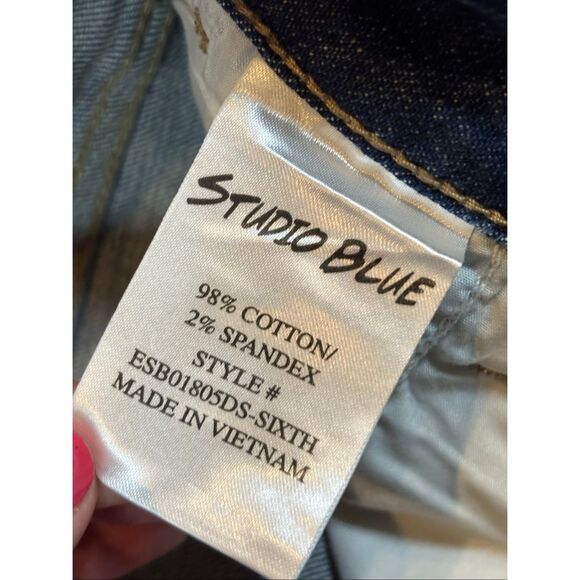 STUDIO BLUE
98% COTTON/
2% SPANDEX
STYLE #
ESB01805DS-SIXTH
MADE IN VIETNAM